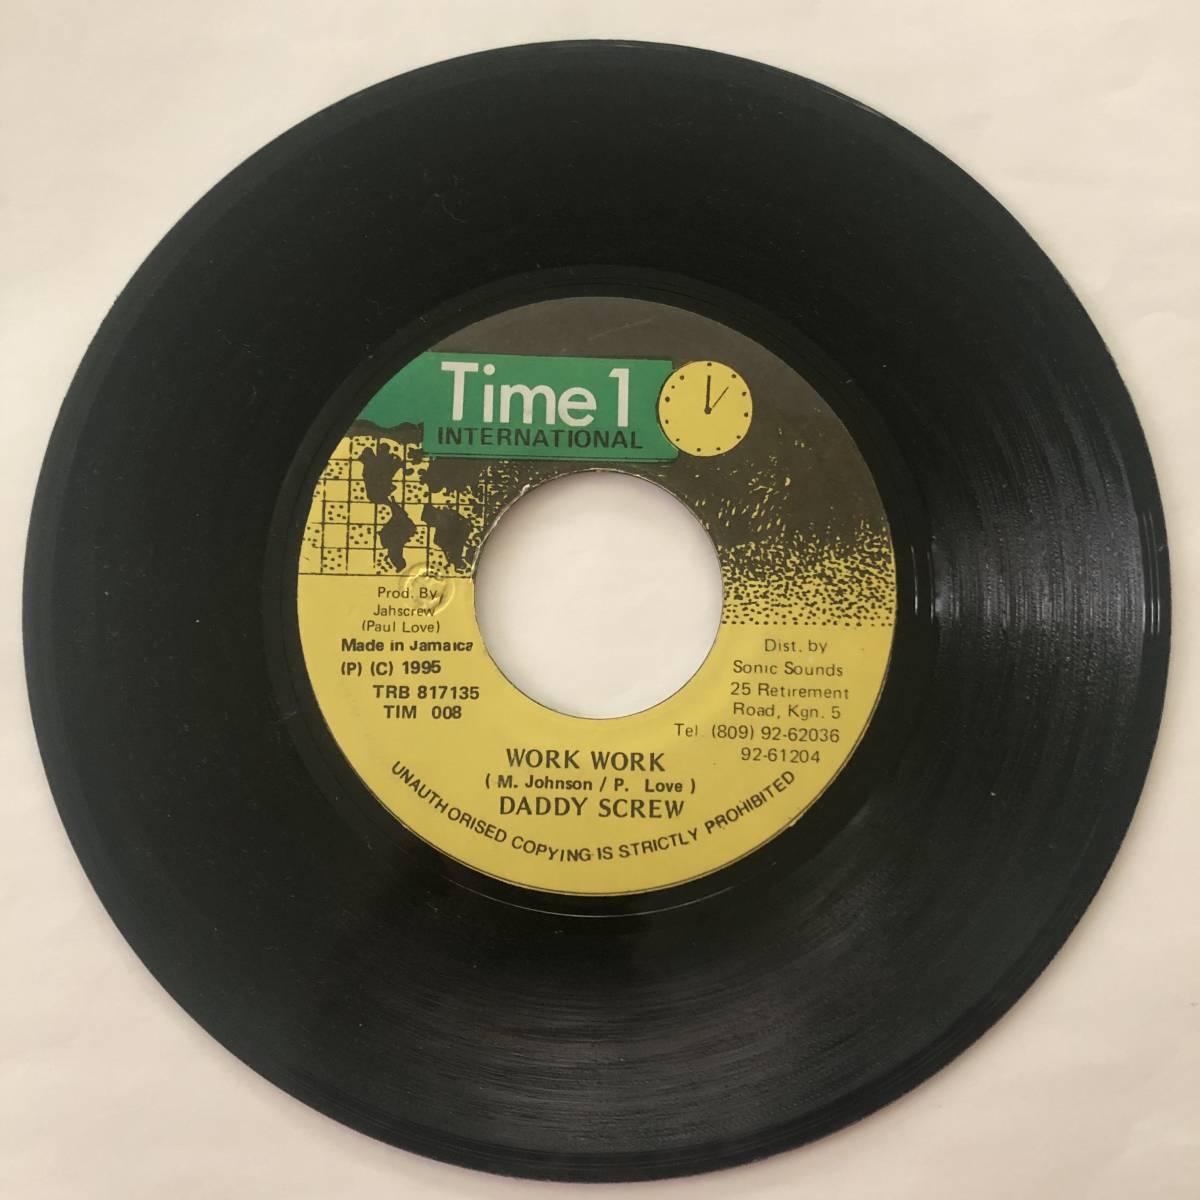 Time 1
INTERNATIONAL
Prod. By
Jahscrew
(Paul Love)
Made in Jamaica
(P) (C) 1995
TRB 817135
TIM 008
Dist. by
Sonic Sounds
25 Retirement
Road, Kgn. 5
Tel. (809) 92-62036
92-61204
WORK WORK
( M. Johnson / P. Love )
DADDY SCREW
UNAUTHORISED COPYING IS STRICTLY PROHIBITED